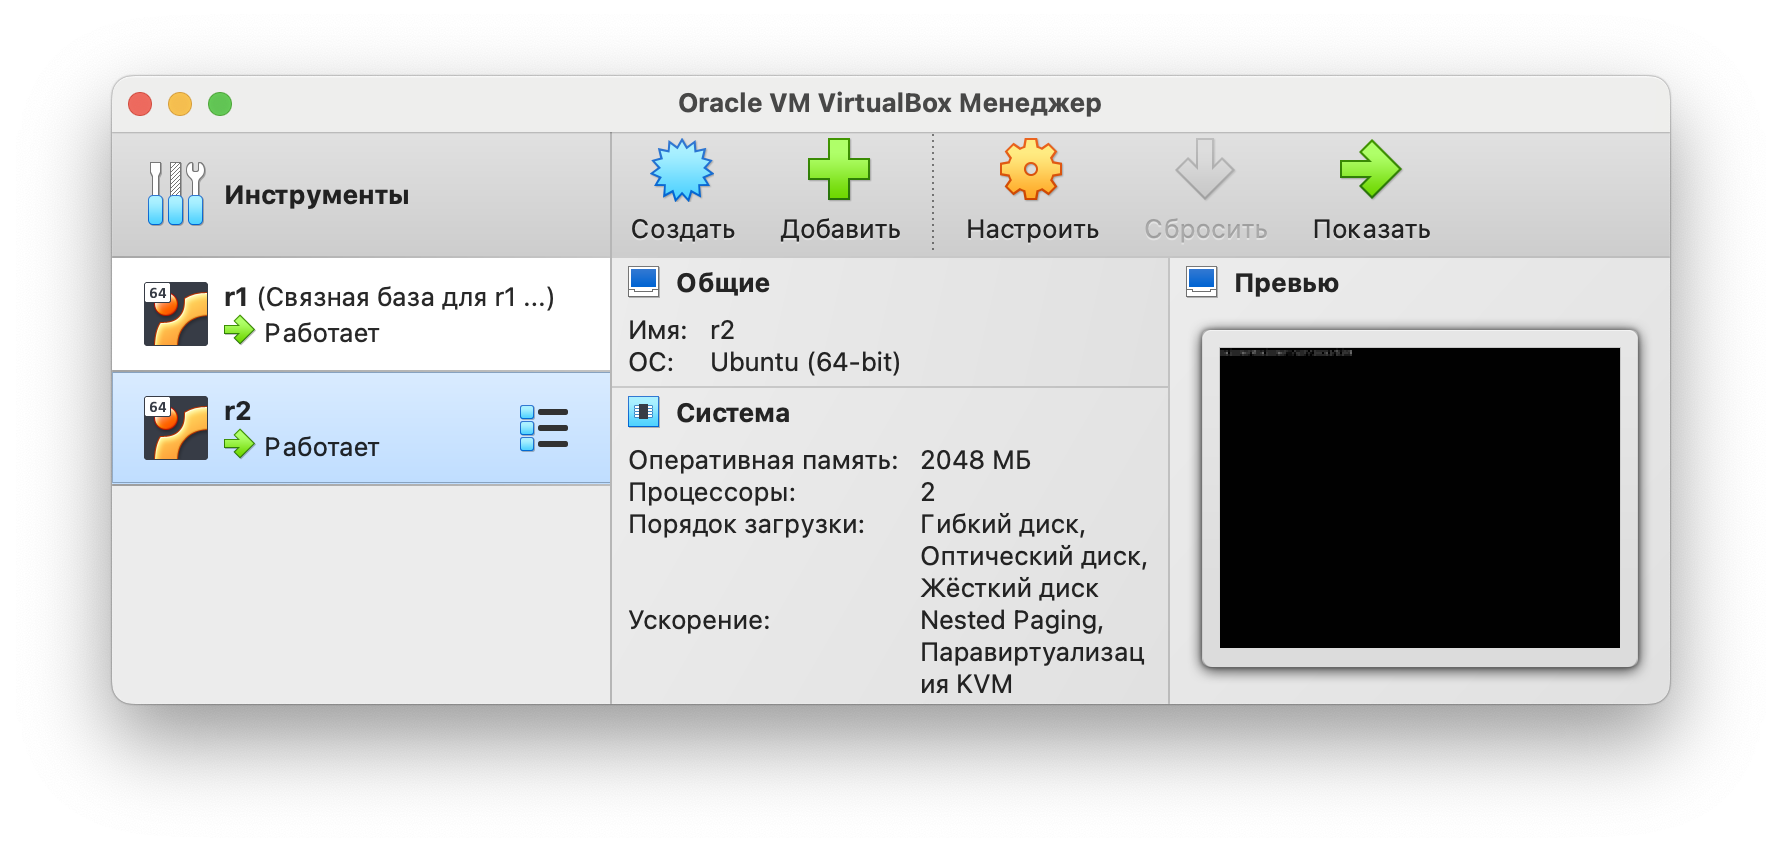 Oracle VM VirtualBox Менеджер
Инструменты
Создать
Добавить
Настроить
Сбросить
Показать
64
r1 (Связная база для r1 ...)
Работает
64
r2
Работает
Общие
Имя: r2
ОС: Ubuntu (64-bit)
Система
Оперативная память: 2048 МБ
Процессоры: 2
Порядок загрузки: Гибкий диск,
Оптический диск,
Жёсткий диск
Ускорение: Nested Paging,
Паравиртуализац
ия KVM
Превью